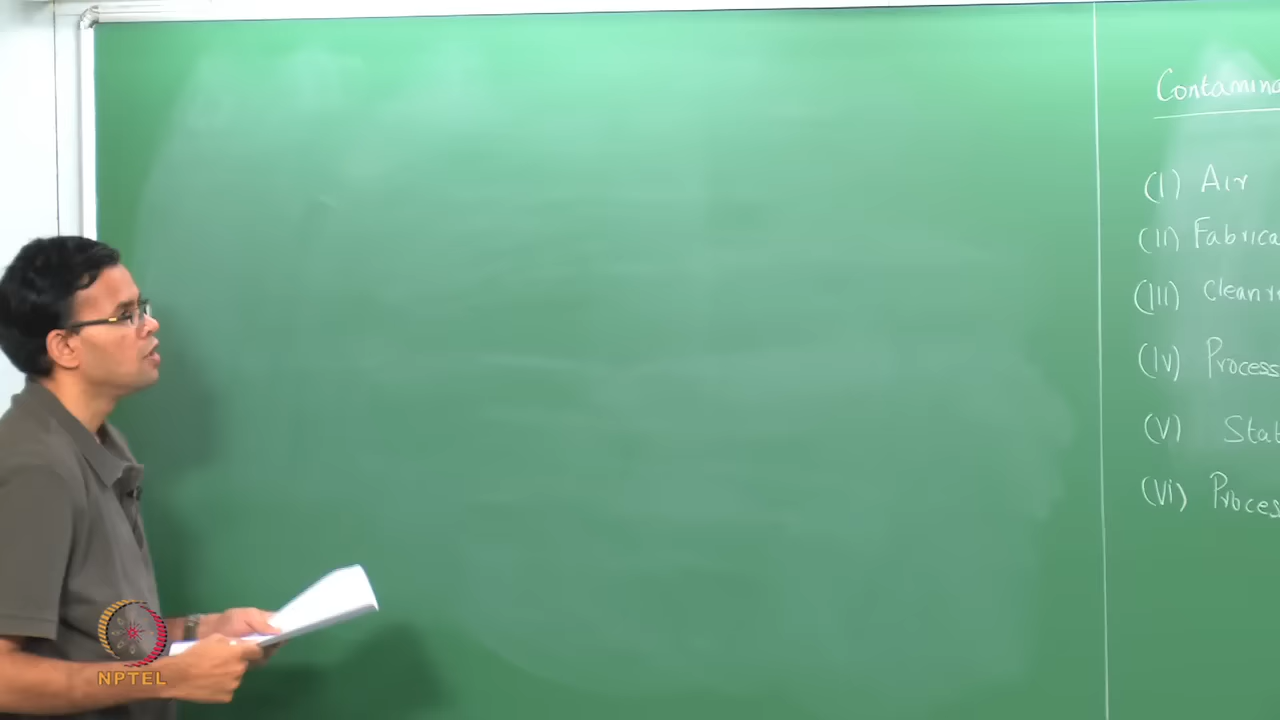 Contamina
(I) Air
(II) Fabrica
(III) Clean
(Iv) Process
(V) Stat
(Vi) Proces
NPTEL